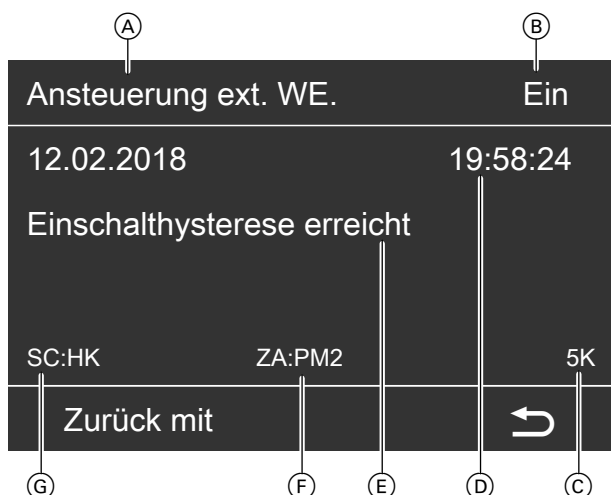 Ⓐ Ⓑ
Ansteuerung ext. WE. Ein
12.02.2018 19:58:24
Einschalthysterese erreicht
SC:HK ZA:PM2 5K
Zurück mit
Ⓖ Ⓕ Ⓔ Ⓓ Ⓒ